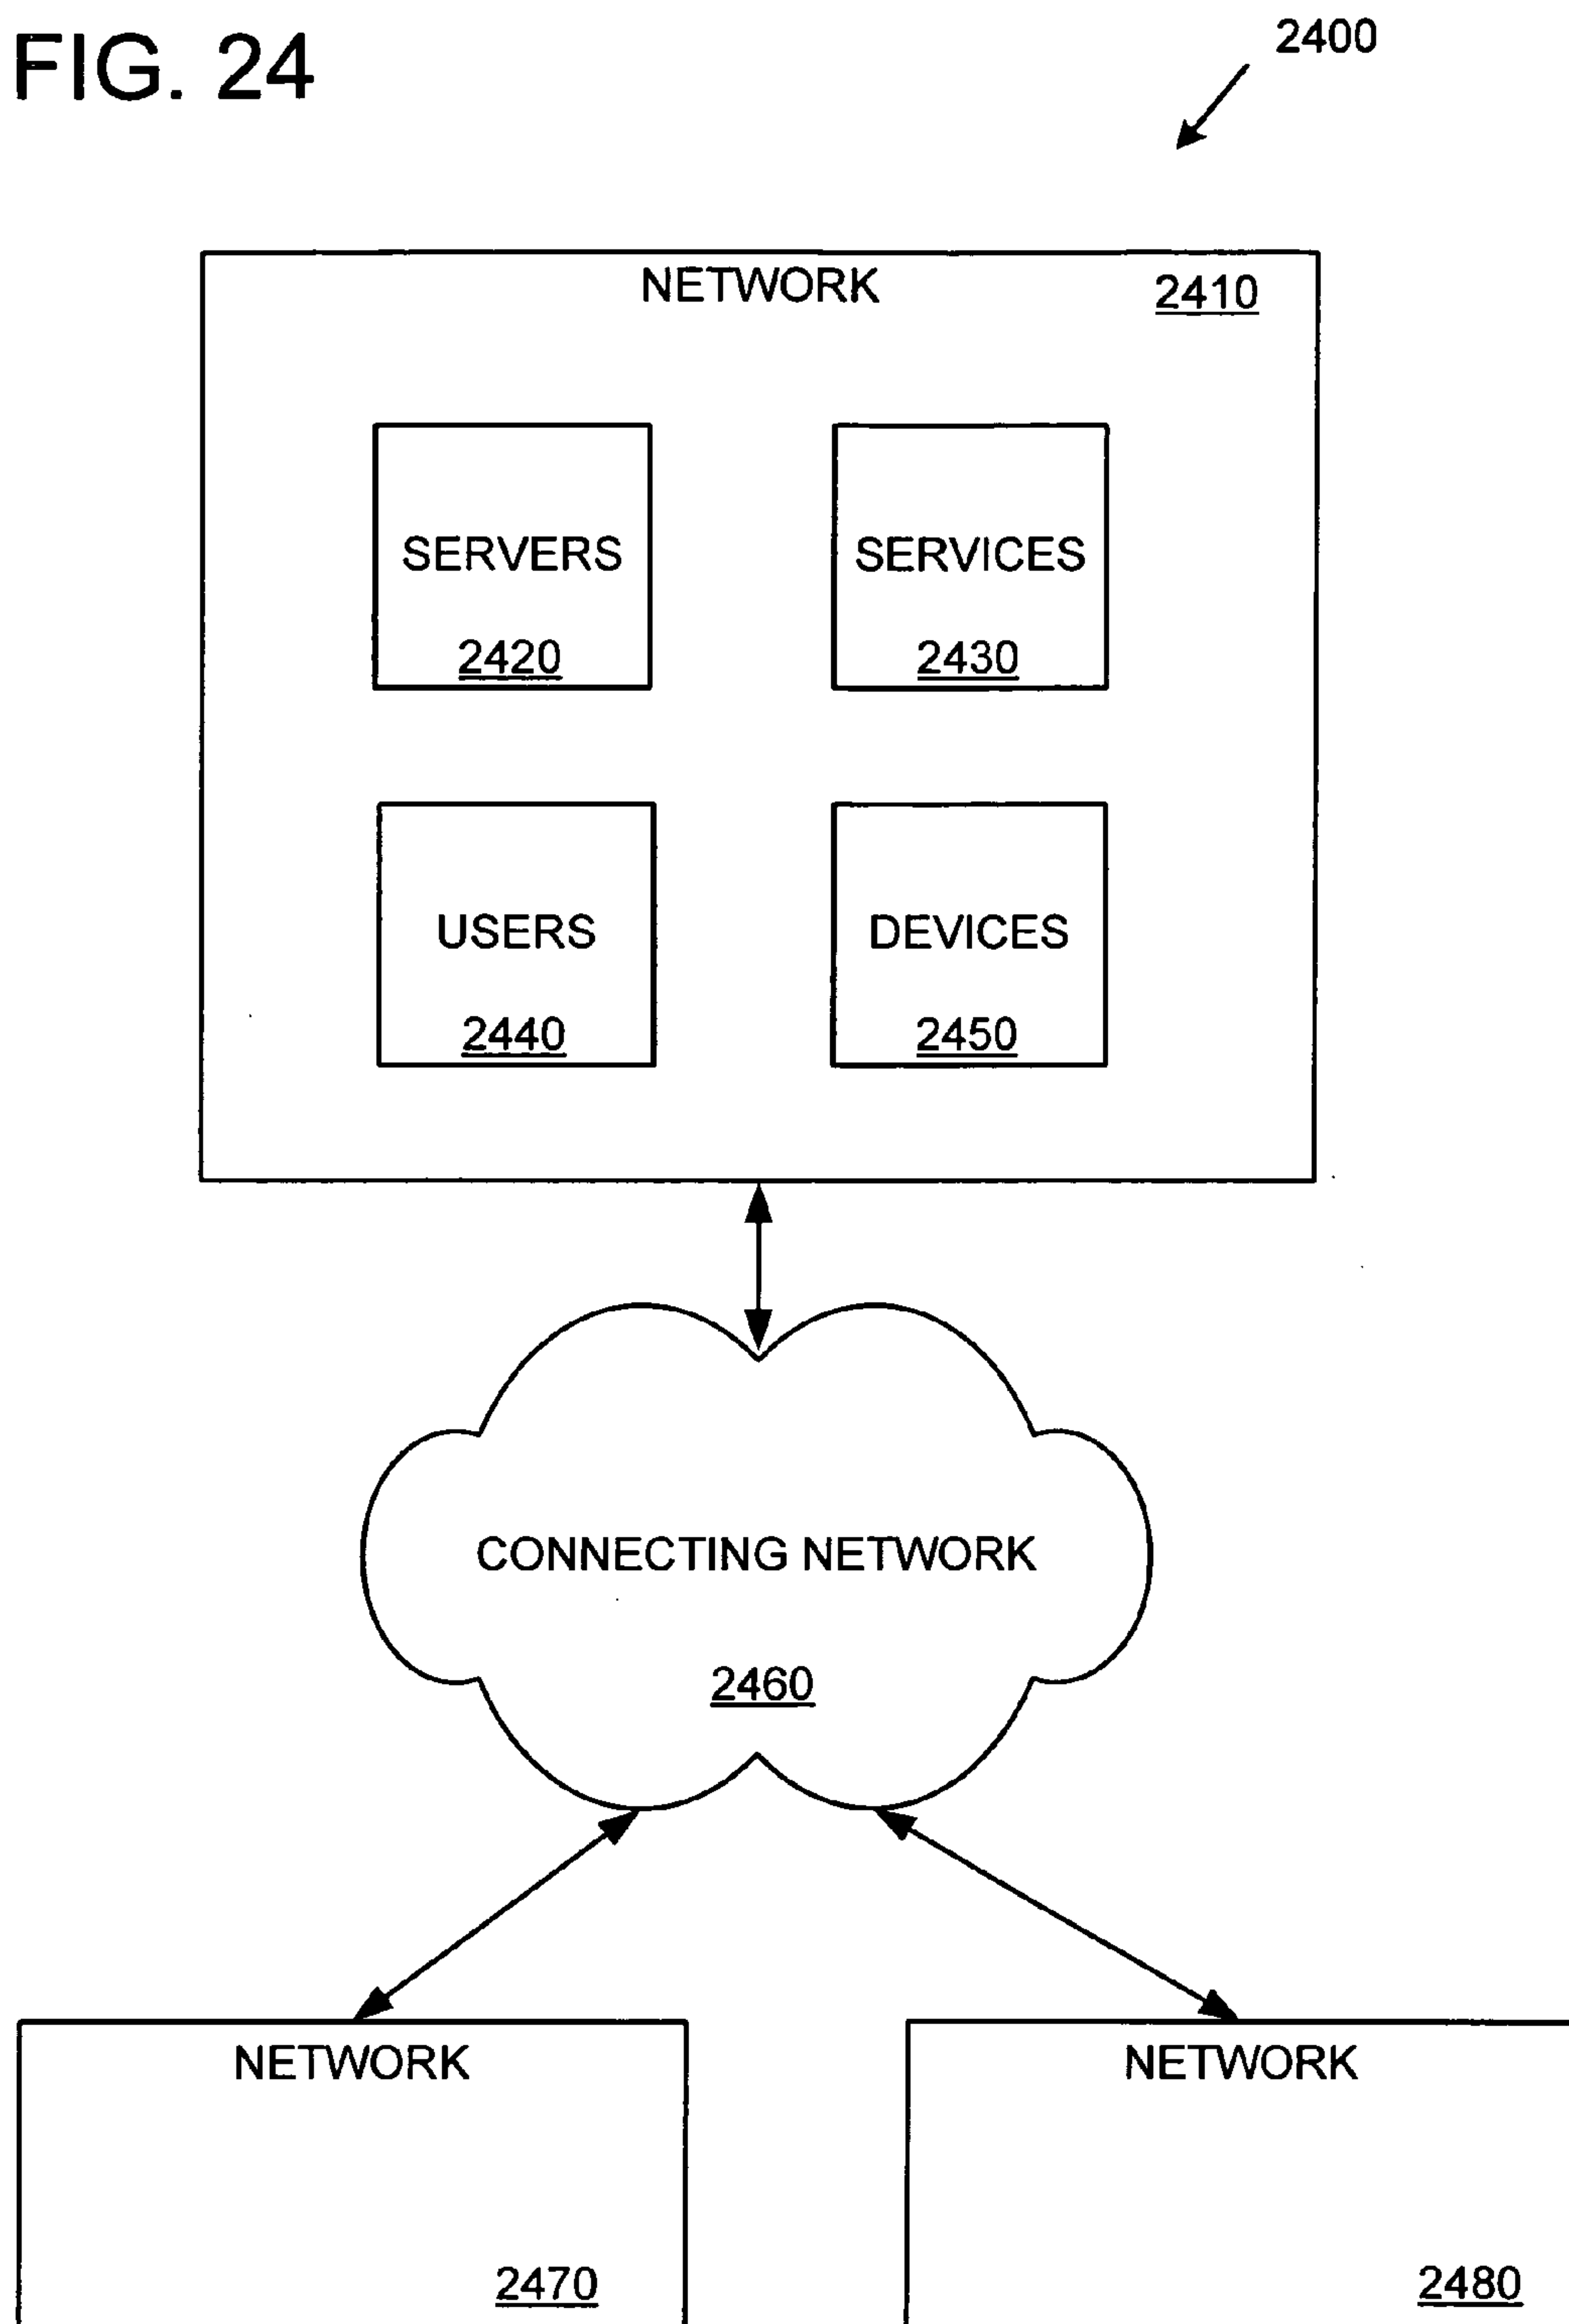 FIG. 24
2400
NETWORK
2410
SERVERS
2420
SERVICES
2430
USERS
2440
DEVICES
2450
CONNECTING NETWORK
2460
NETWORK
2470
NETWORK
2480